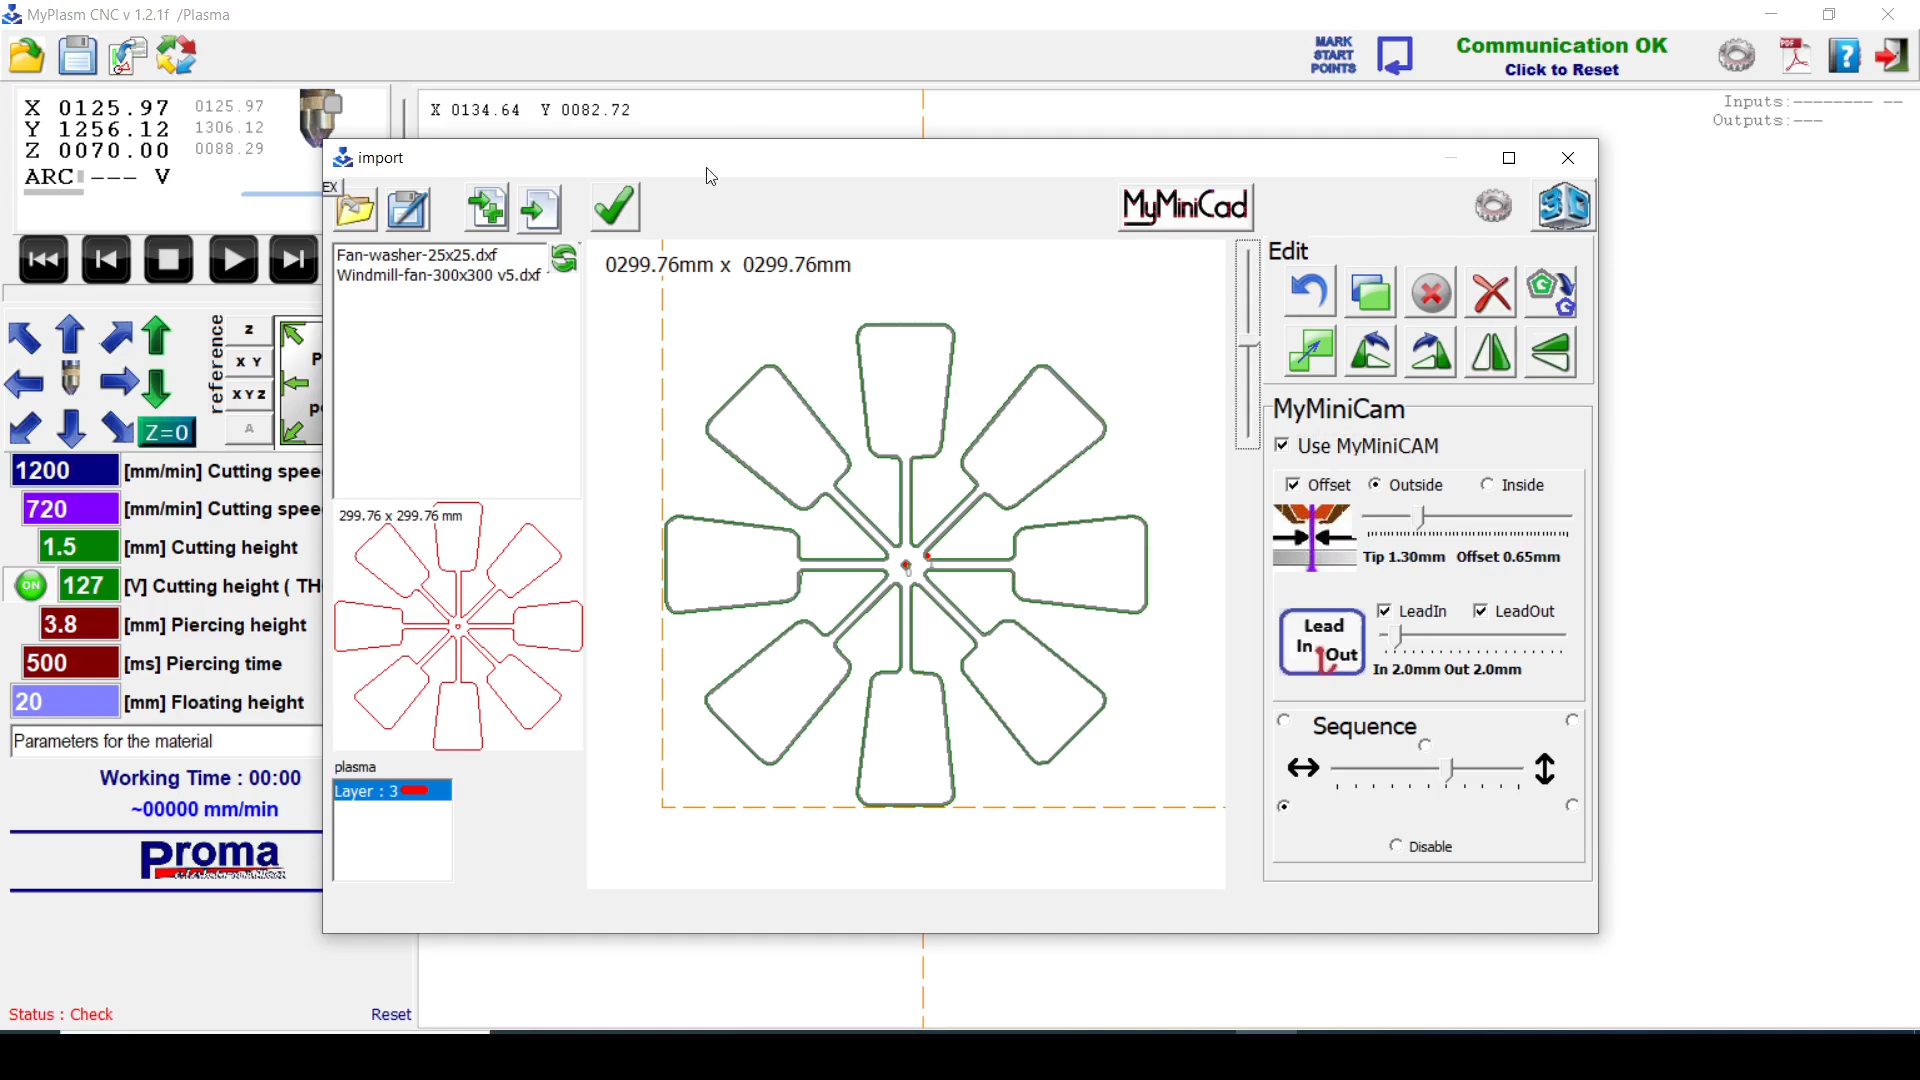 MyPlasm CNC v 1.2.1f /Plasma
MARK
START
POINTS
Communication OK
Click to Reset
PDF
X 0125.97 0125.97
Y 1256.12 1306.12
Z 0070.00 0088.29
ARC --- V
X 0134.64 Y 0082.72
Inputs:-------- --
Outputs:---
import
EX
MyMiniCad
3D
Fan-washer-25x25.dxf
Windmill-fan-300x300 v5.dxf
0299.76mm x 0299.76mm
299.76 x 299.76 mm
plasma
Layer : 3
Edit
MyMiniCam
Use MyMiniCAM
Offset Outside Inside
Tip 1.30mm Offset 0.65mm
LeadIn LeadOut
Lead
In Out
In 2.0mm Out 2.0mm
Sequence
Disable
reference
Z
X Y
X Y Z
A
P
p
Z=0
1200 [mm/min] Cutting spee
720 [mm/min] Cutting spee
1.5 [mm] Cutting height
ON 127 [V] Cutting height ( TH
3.8 [mm] Piercing height
500 [ms] Piercing time
20 [mm] Floating height
Parameters for the material
Working Time : 00:00
~00000 mm/min
Proma
Status : Check
Reset